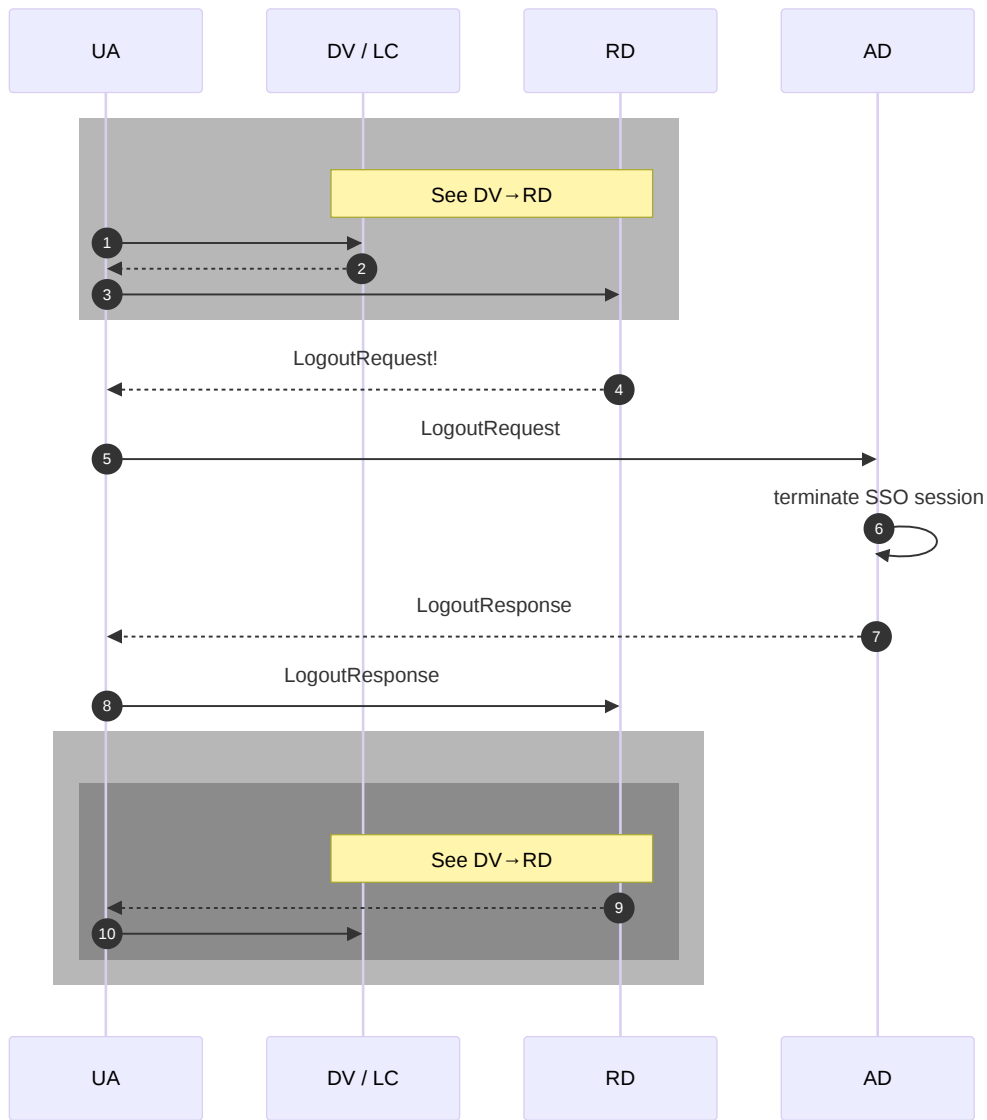 UA
DV / LC
RD
AD
See DV→RD
1
2
3
LogoutRequest!
4
LogoutRequest
5
terminate SSO session
6
LogoutResponse
7
LogoutResponse
8
See DV→RD
9
10
UA
DV / LC
RD
AD